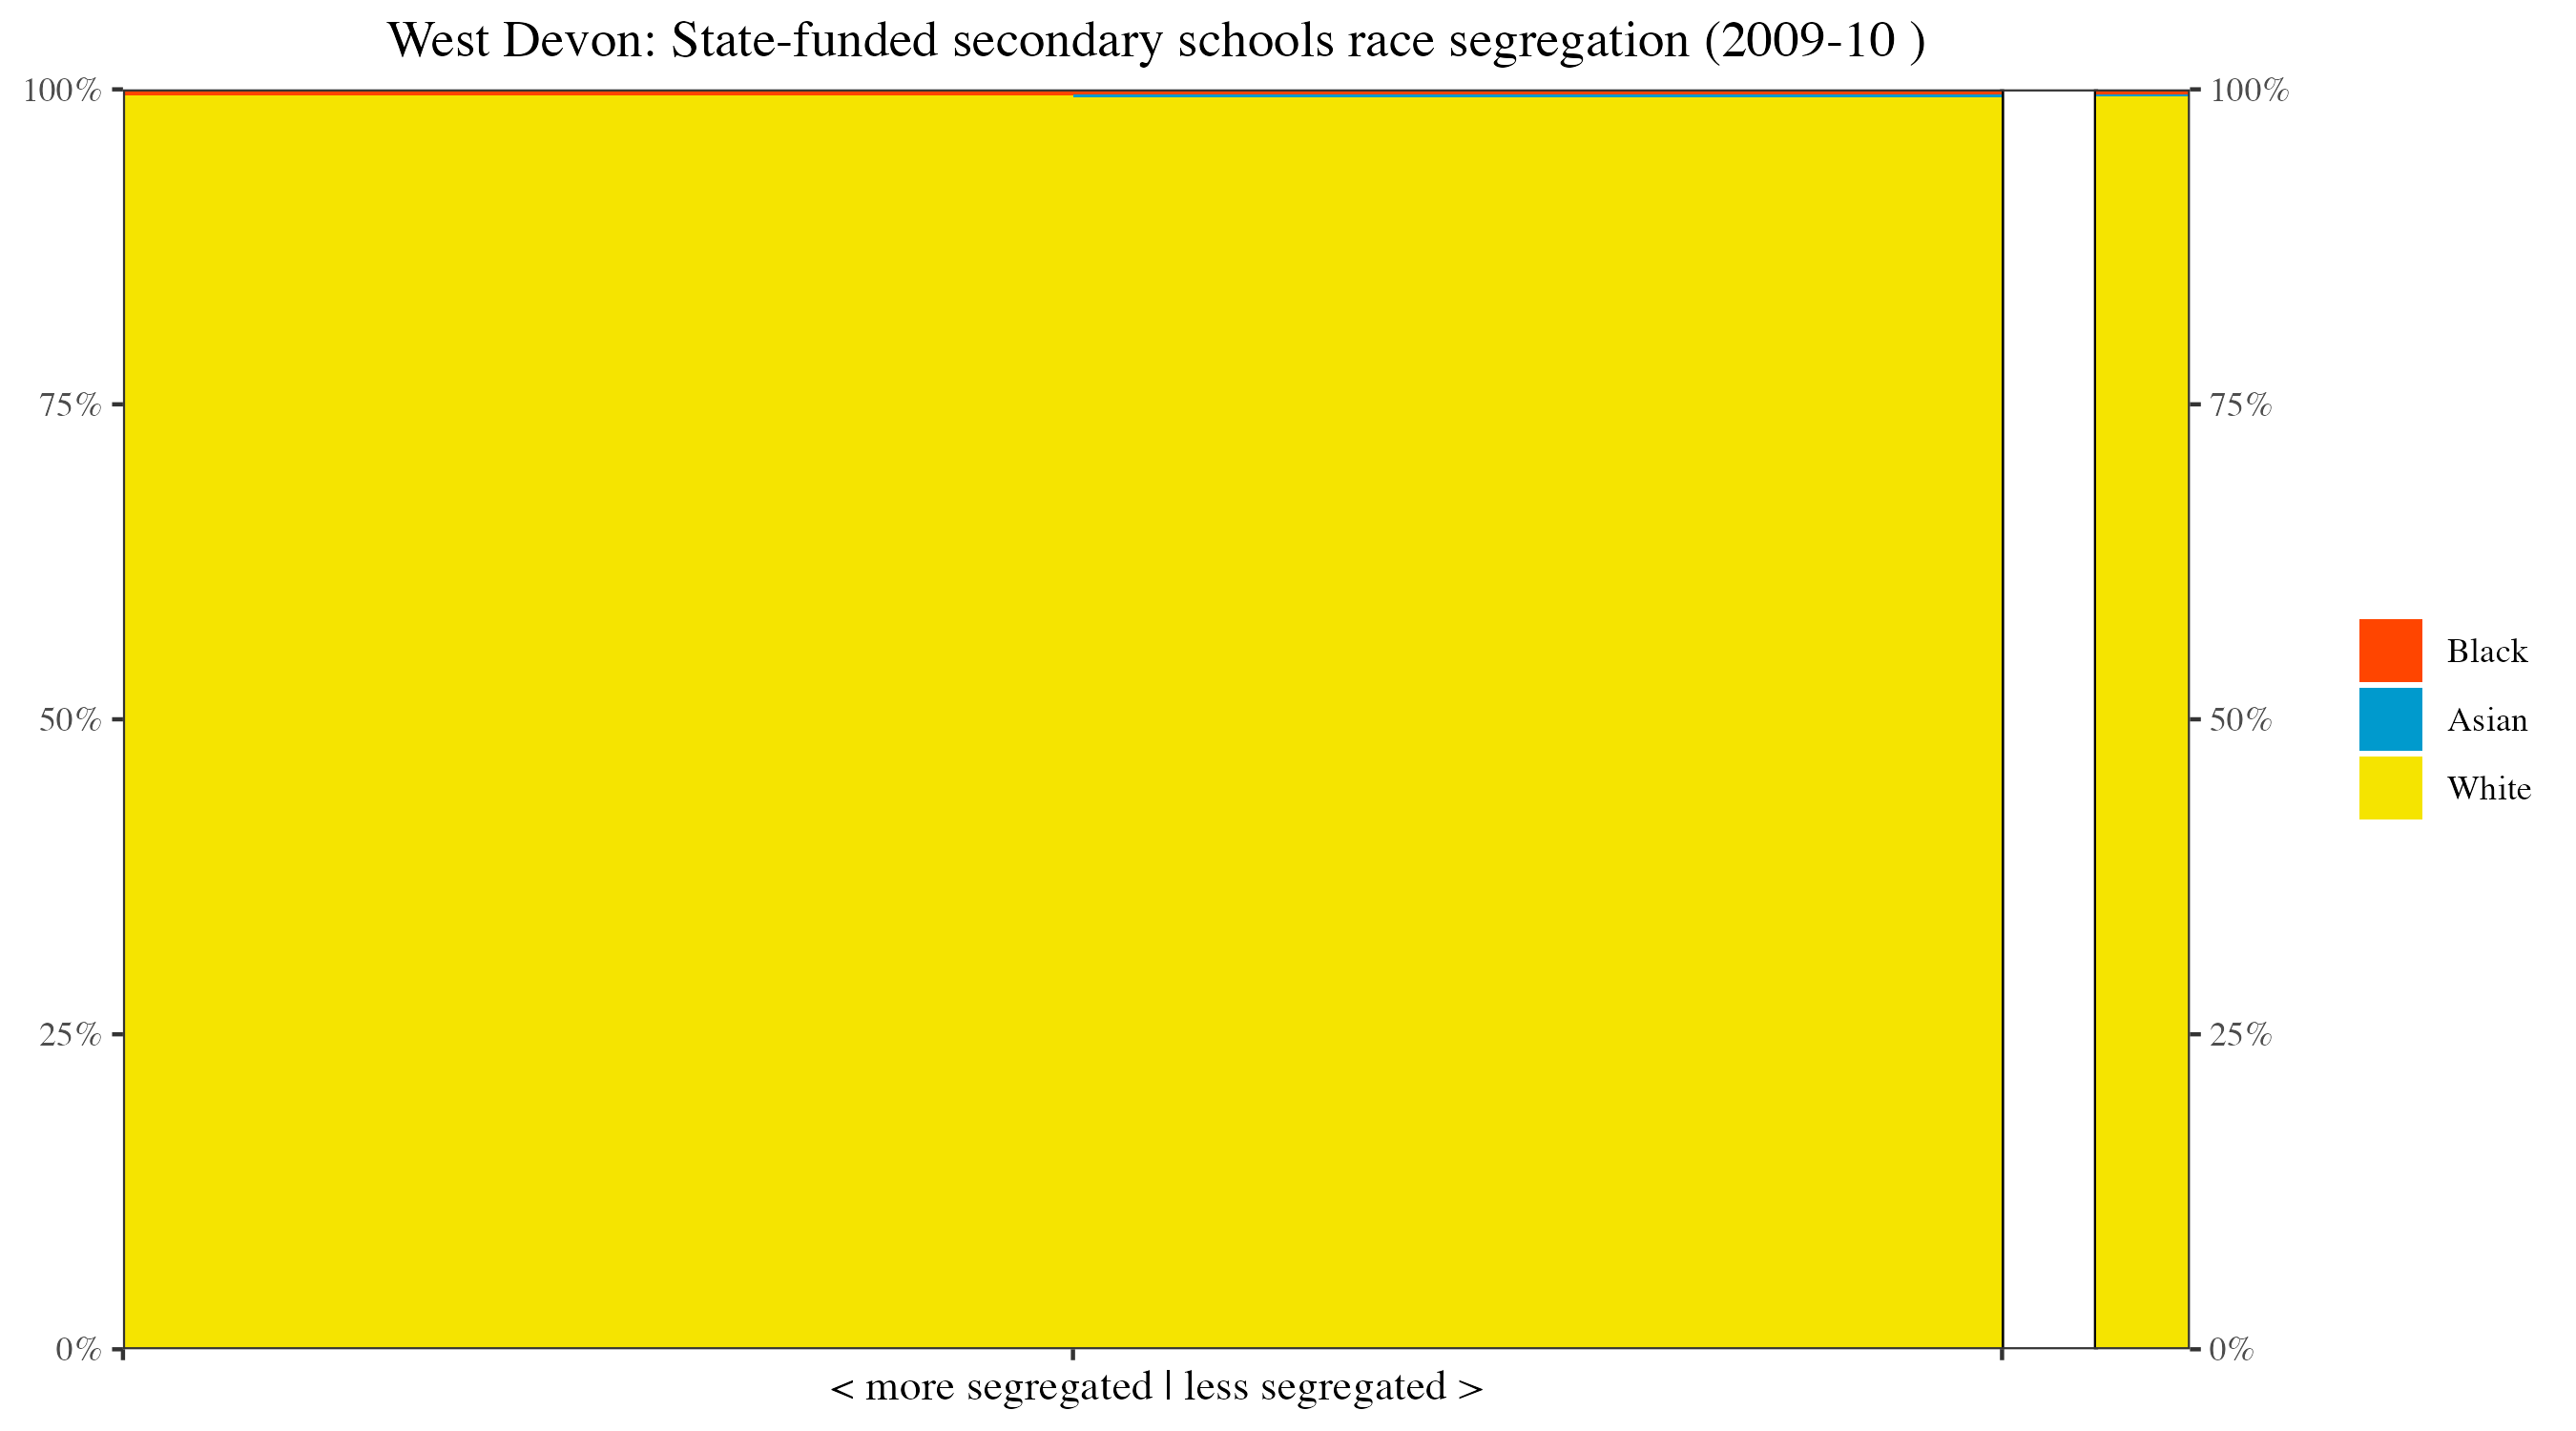 West Devon: State-funded secondary schools race segregation (2009-10 )
100%
75%
50%
25%
0%
100%
75%
50%
25%
0%
Black
Asian
White
< more segregated | less segregated >